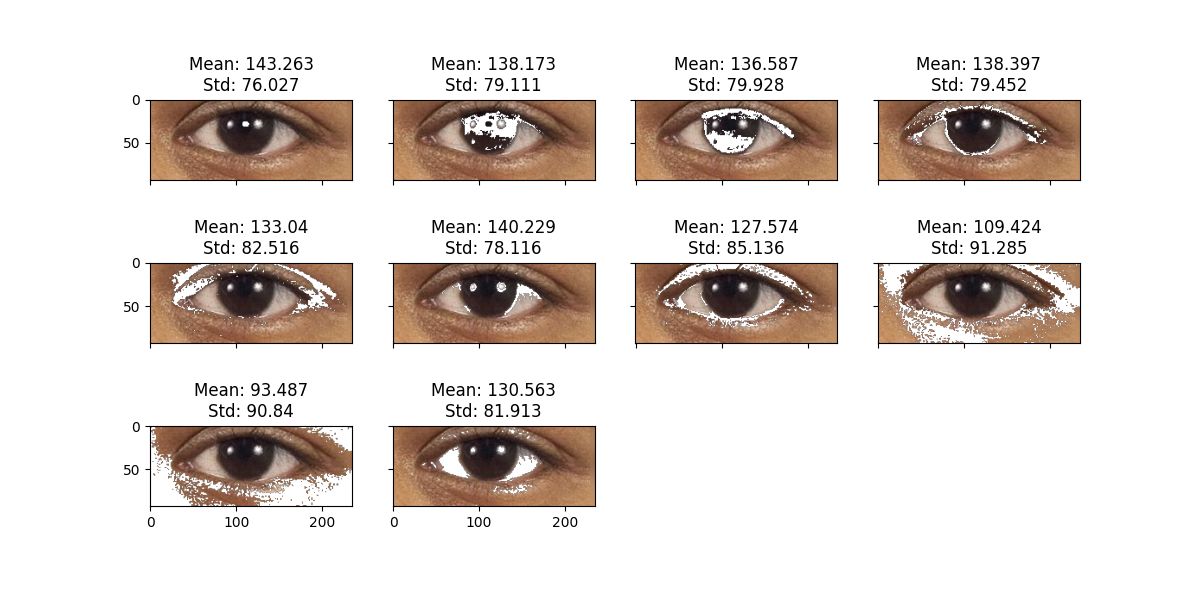 Mean: 143.263
Std: 76.027
Mean: 138.173
Std: 79.111
Mean: 136.587
Std: 79.928
Mean: 138.397
Std: 79.452
0
50
Mean: 133.04
Std: 82.516
Mean: 140.229
Std: 78.116
Mean: 127.574
Std: 85.136
Mean: 109.424
Std: 91.285
0
50
Mean: 93.487
Std: 90.84
Mean: 130.563
Std: 81.913
0
50
0 100 200
0 100 200